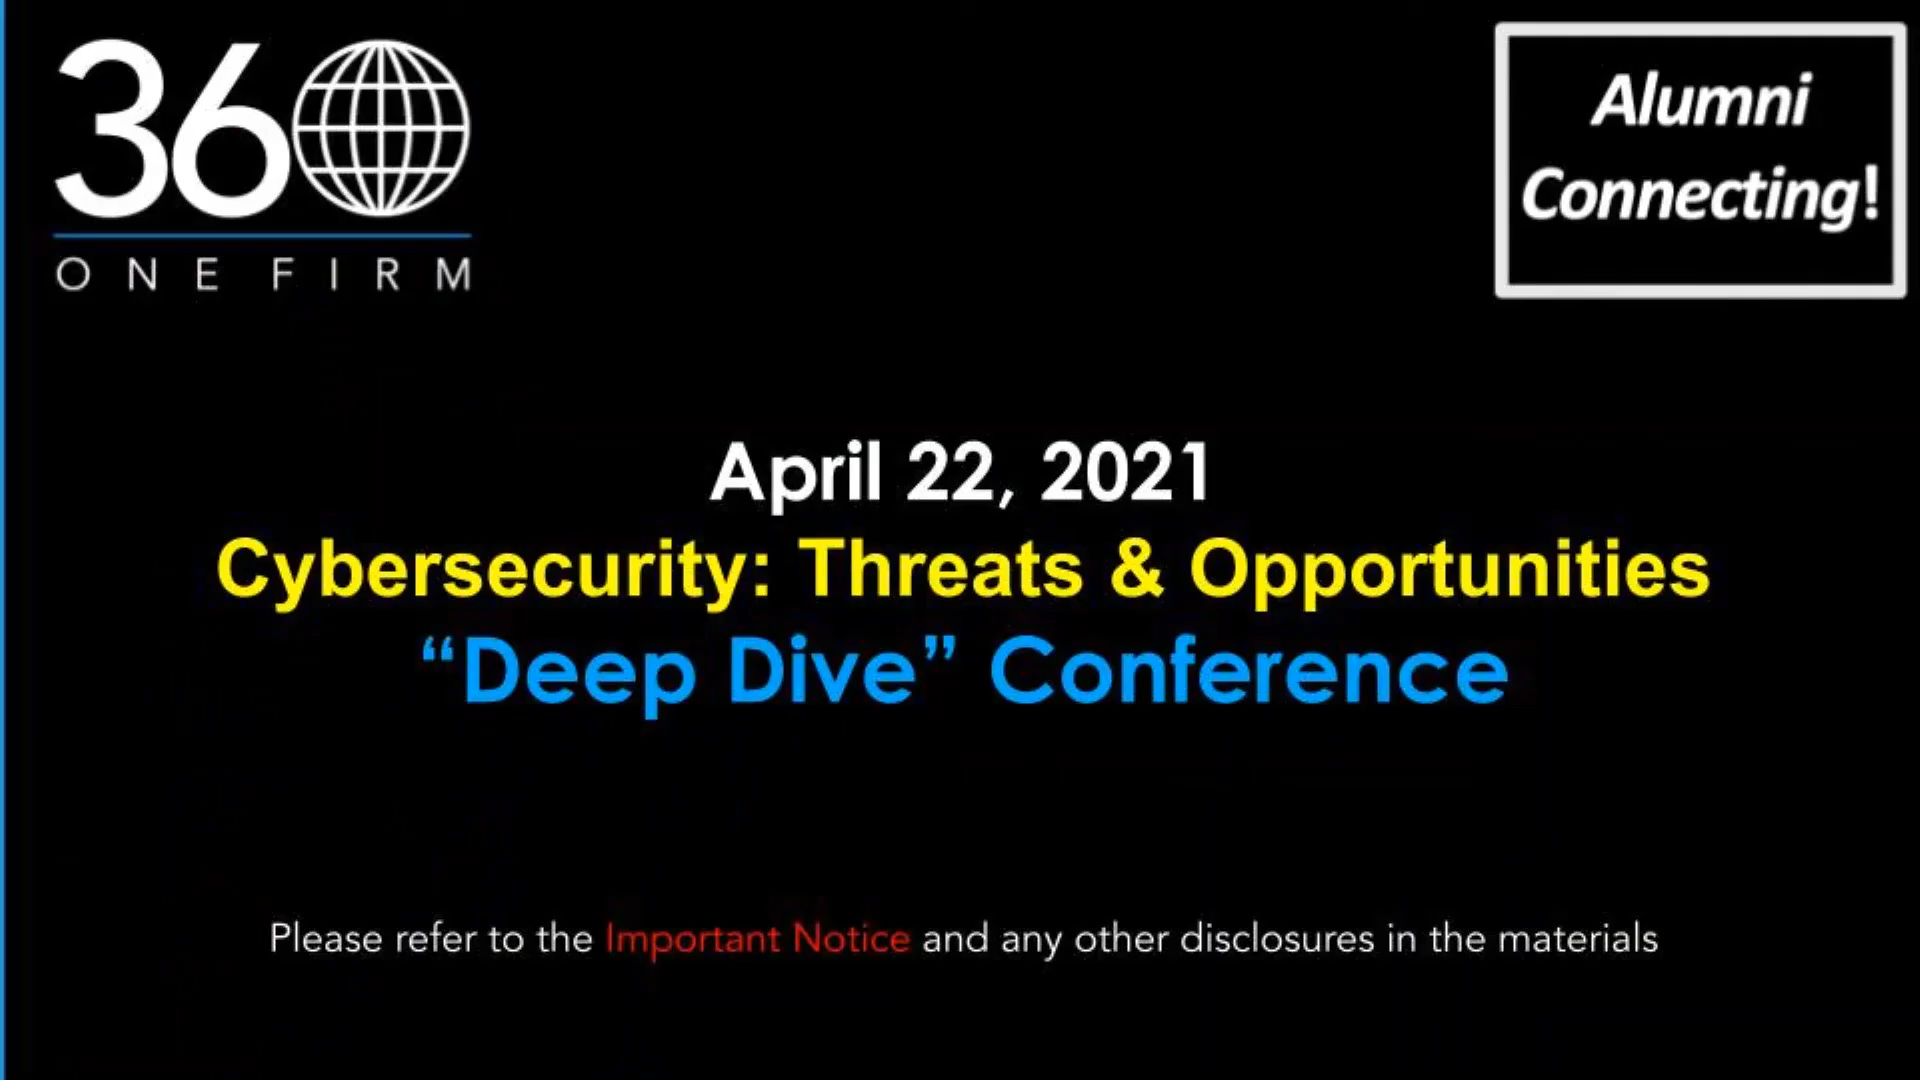 360
ONE FIRM
Alumni
Connecting!
April 22, 2021
Cybersecurity: Threats & Opportunities
“Deep Dive” Conference
Please refer to the Important Notice and any other disclosures in the materials